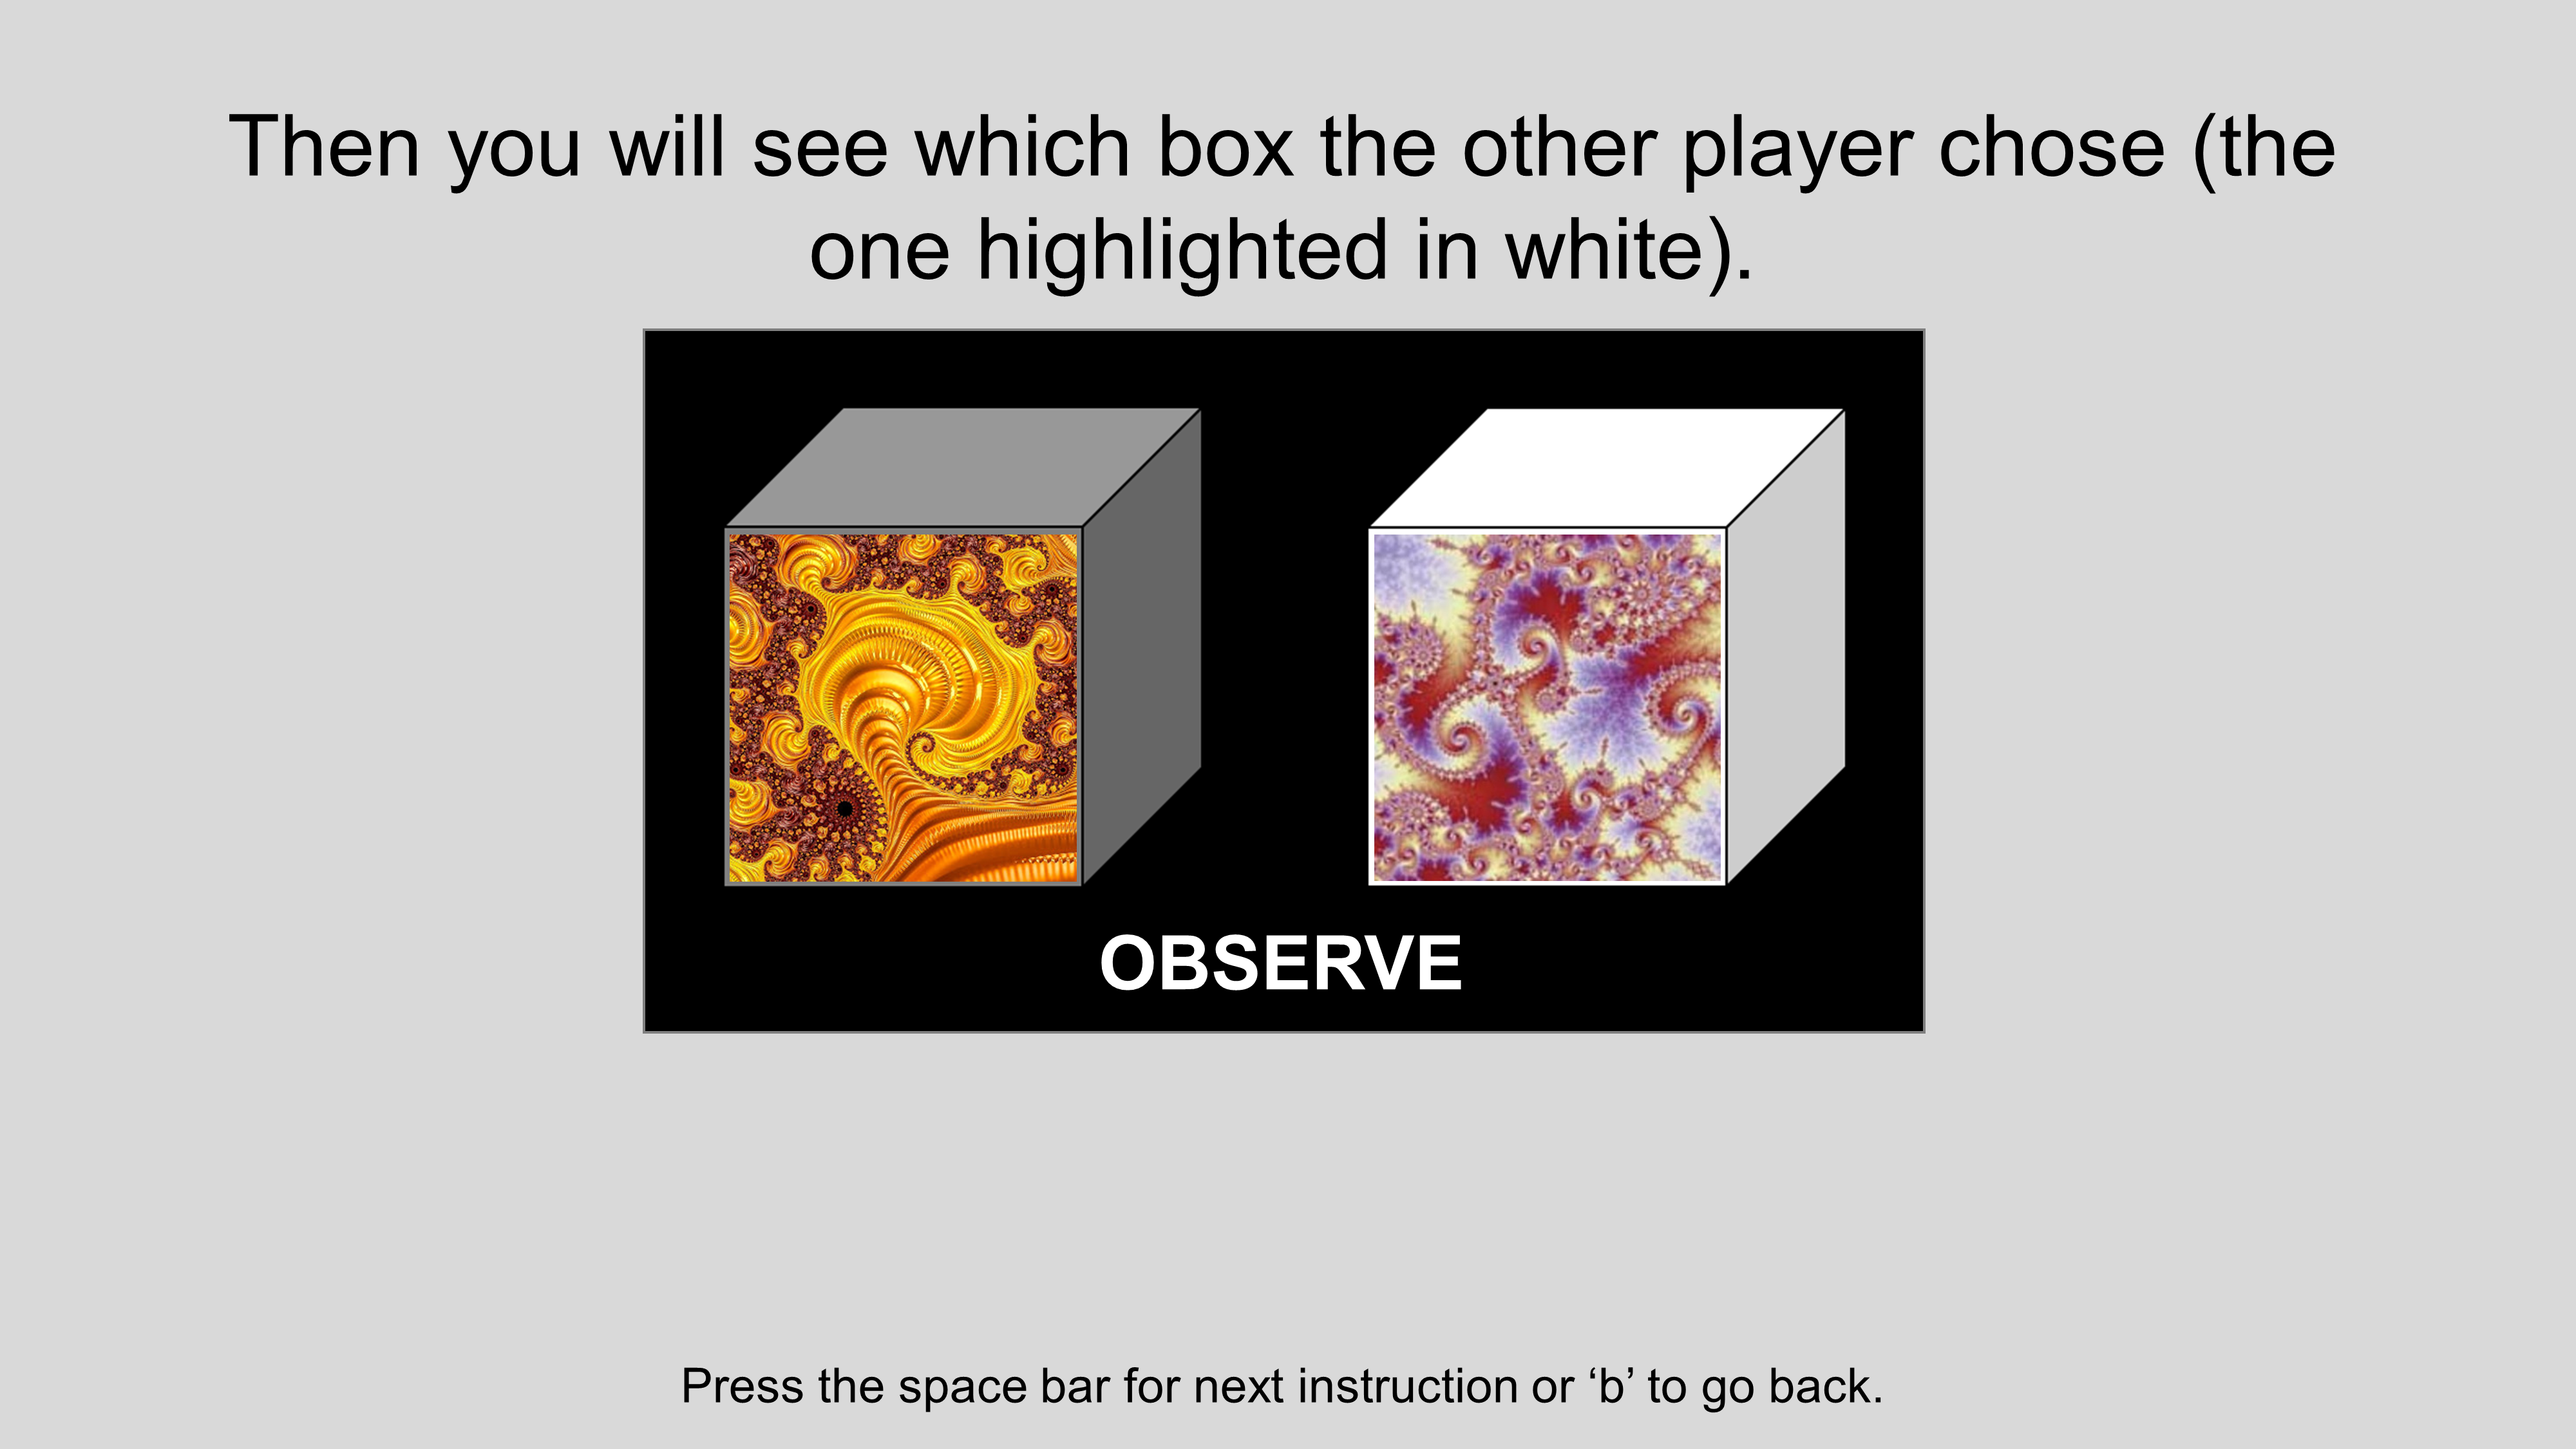 Then you will see which box the other player chose (the
one highlighted in white).
OBSERVE
Press the space bar for next instruction or ‘b’ to go back.